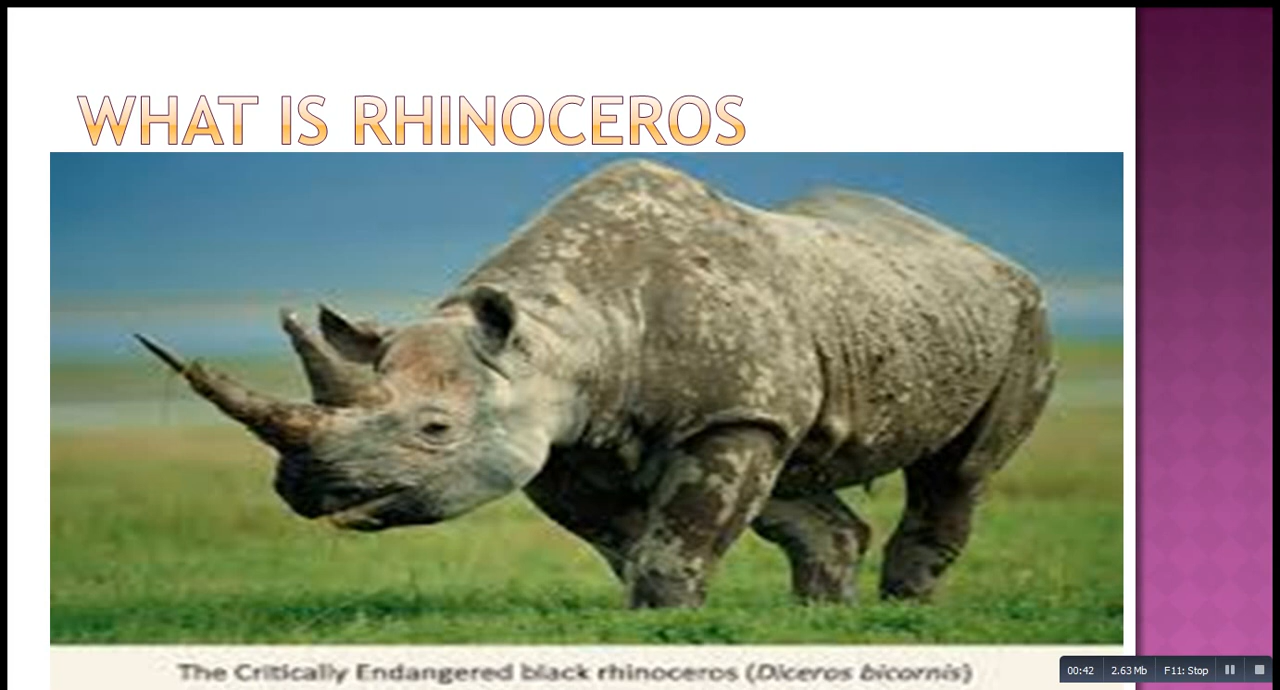 WHAT IS RHINOCEROS
The Critically Endangered black rhinoceros (Diceros bicornis)
00:42 2.63 Mb F11: Stop